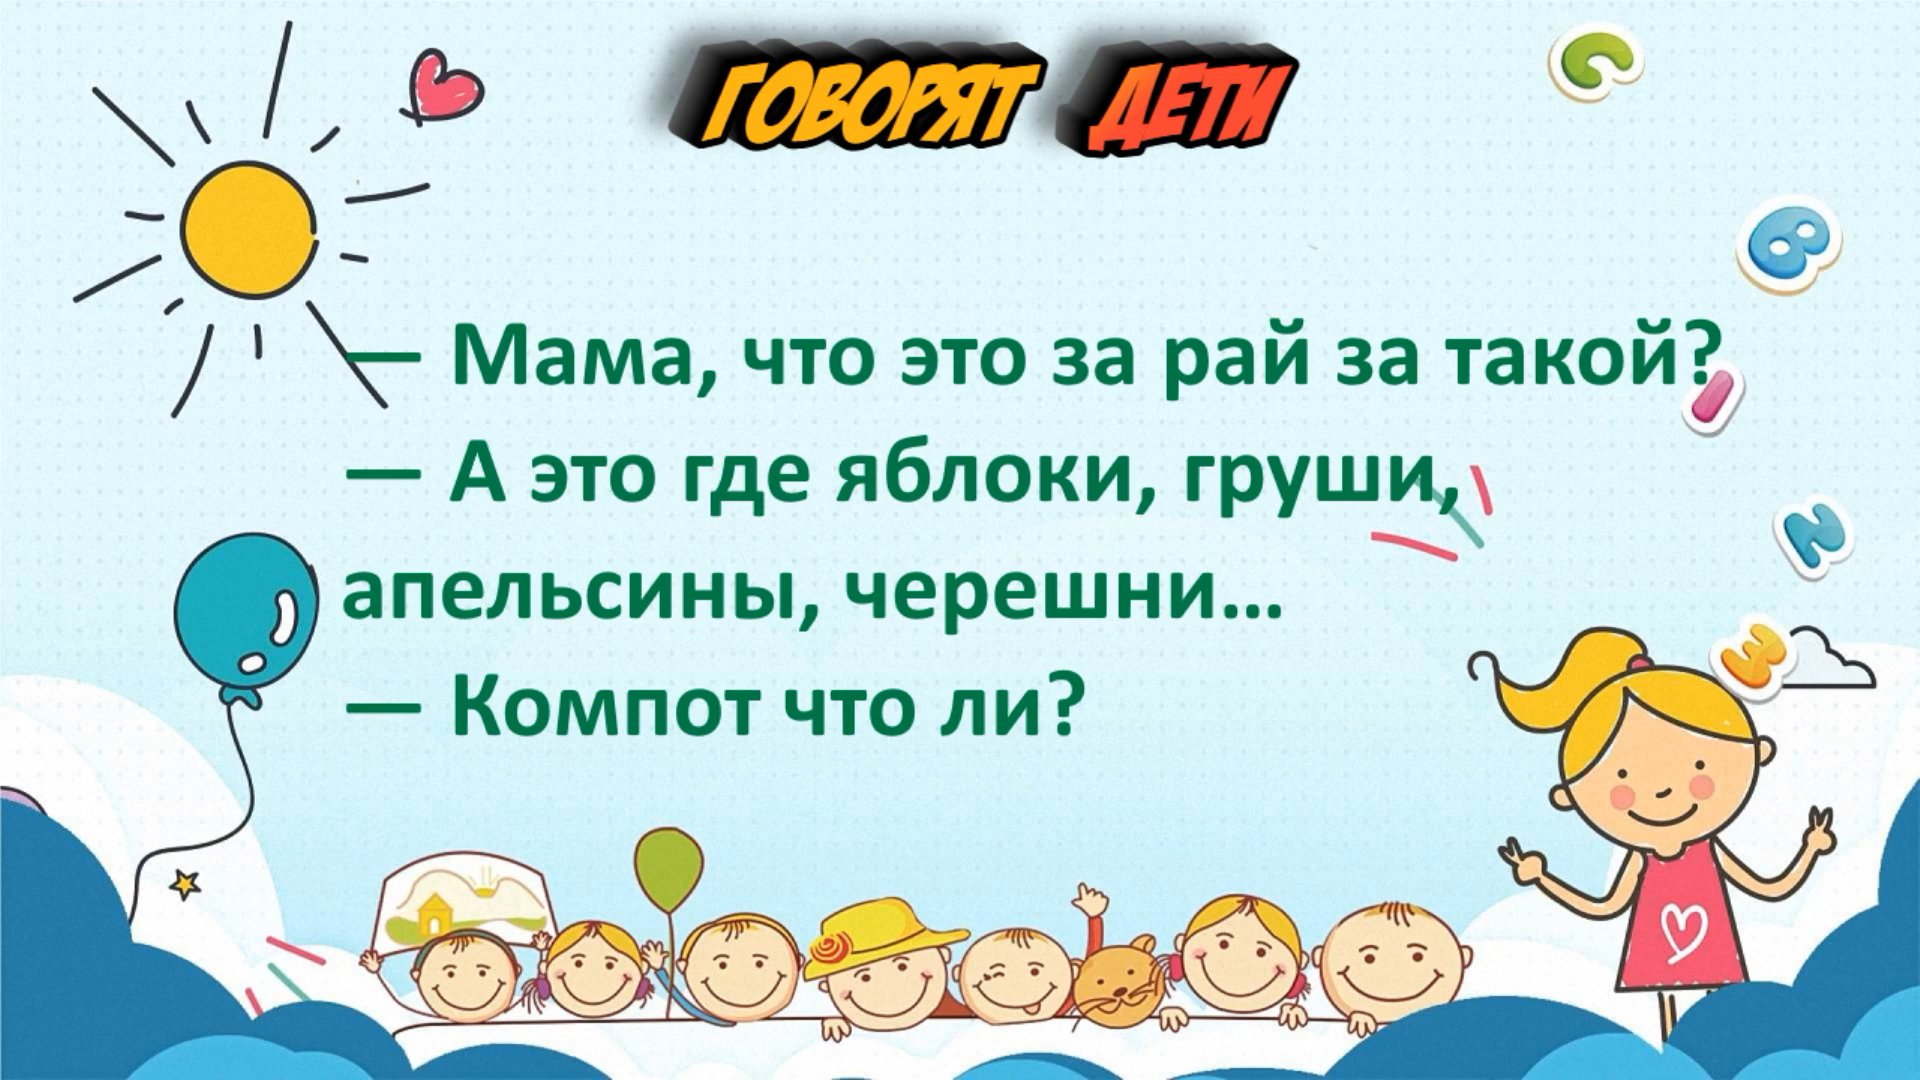 ГОВОРЯТ ДЕТИ
— Мама, что это за рай за такой?
— А это где яблоки, груши,
апельсины, черешни...
— Компот что ли?